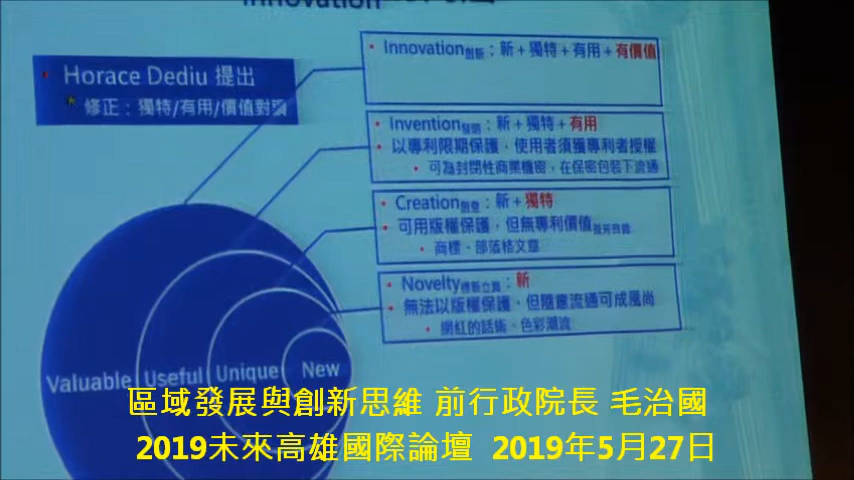 Innovation
Horace Dediu 提出
修正：獨特/有用/價值對調
Innovation創新：新+獨特+有用+有價值
Invention發明：新+獨特+有用
以專利限期保護，使用者須獲專利者授權
可為封閉性商業機密，在保密包裝下流通
Creation創意：新+獨特
可用版權保護，但無專利價值
商標、部落格文章
Novelty標新立異：新
無法以版權保護，但隨意流通可成風尚
網紅的話術、色彩潮流
Valuable Useful Unique New
區域發展與創新思維 前行政院長 毛治國
2019未來高雄國際論壇 2019年5月27日